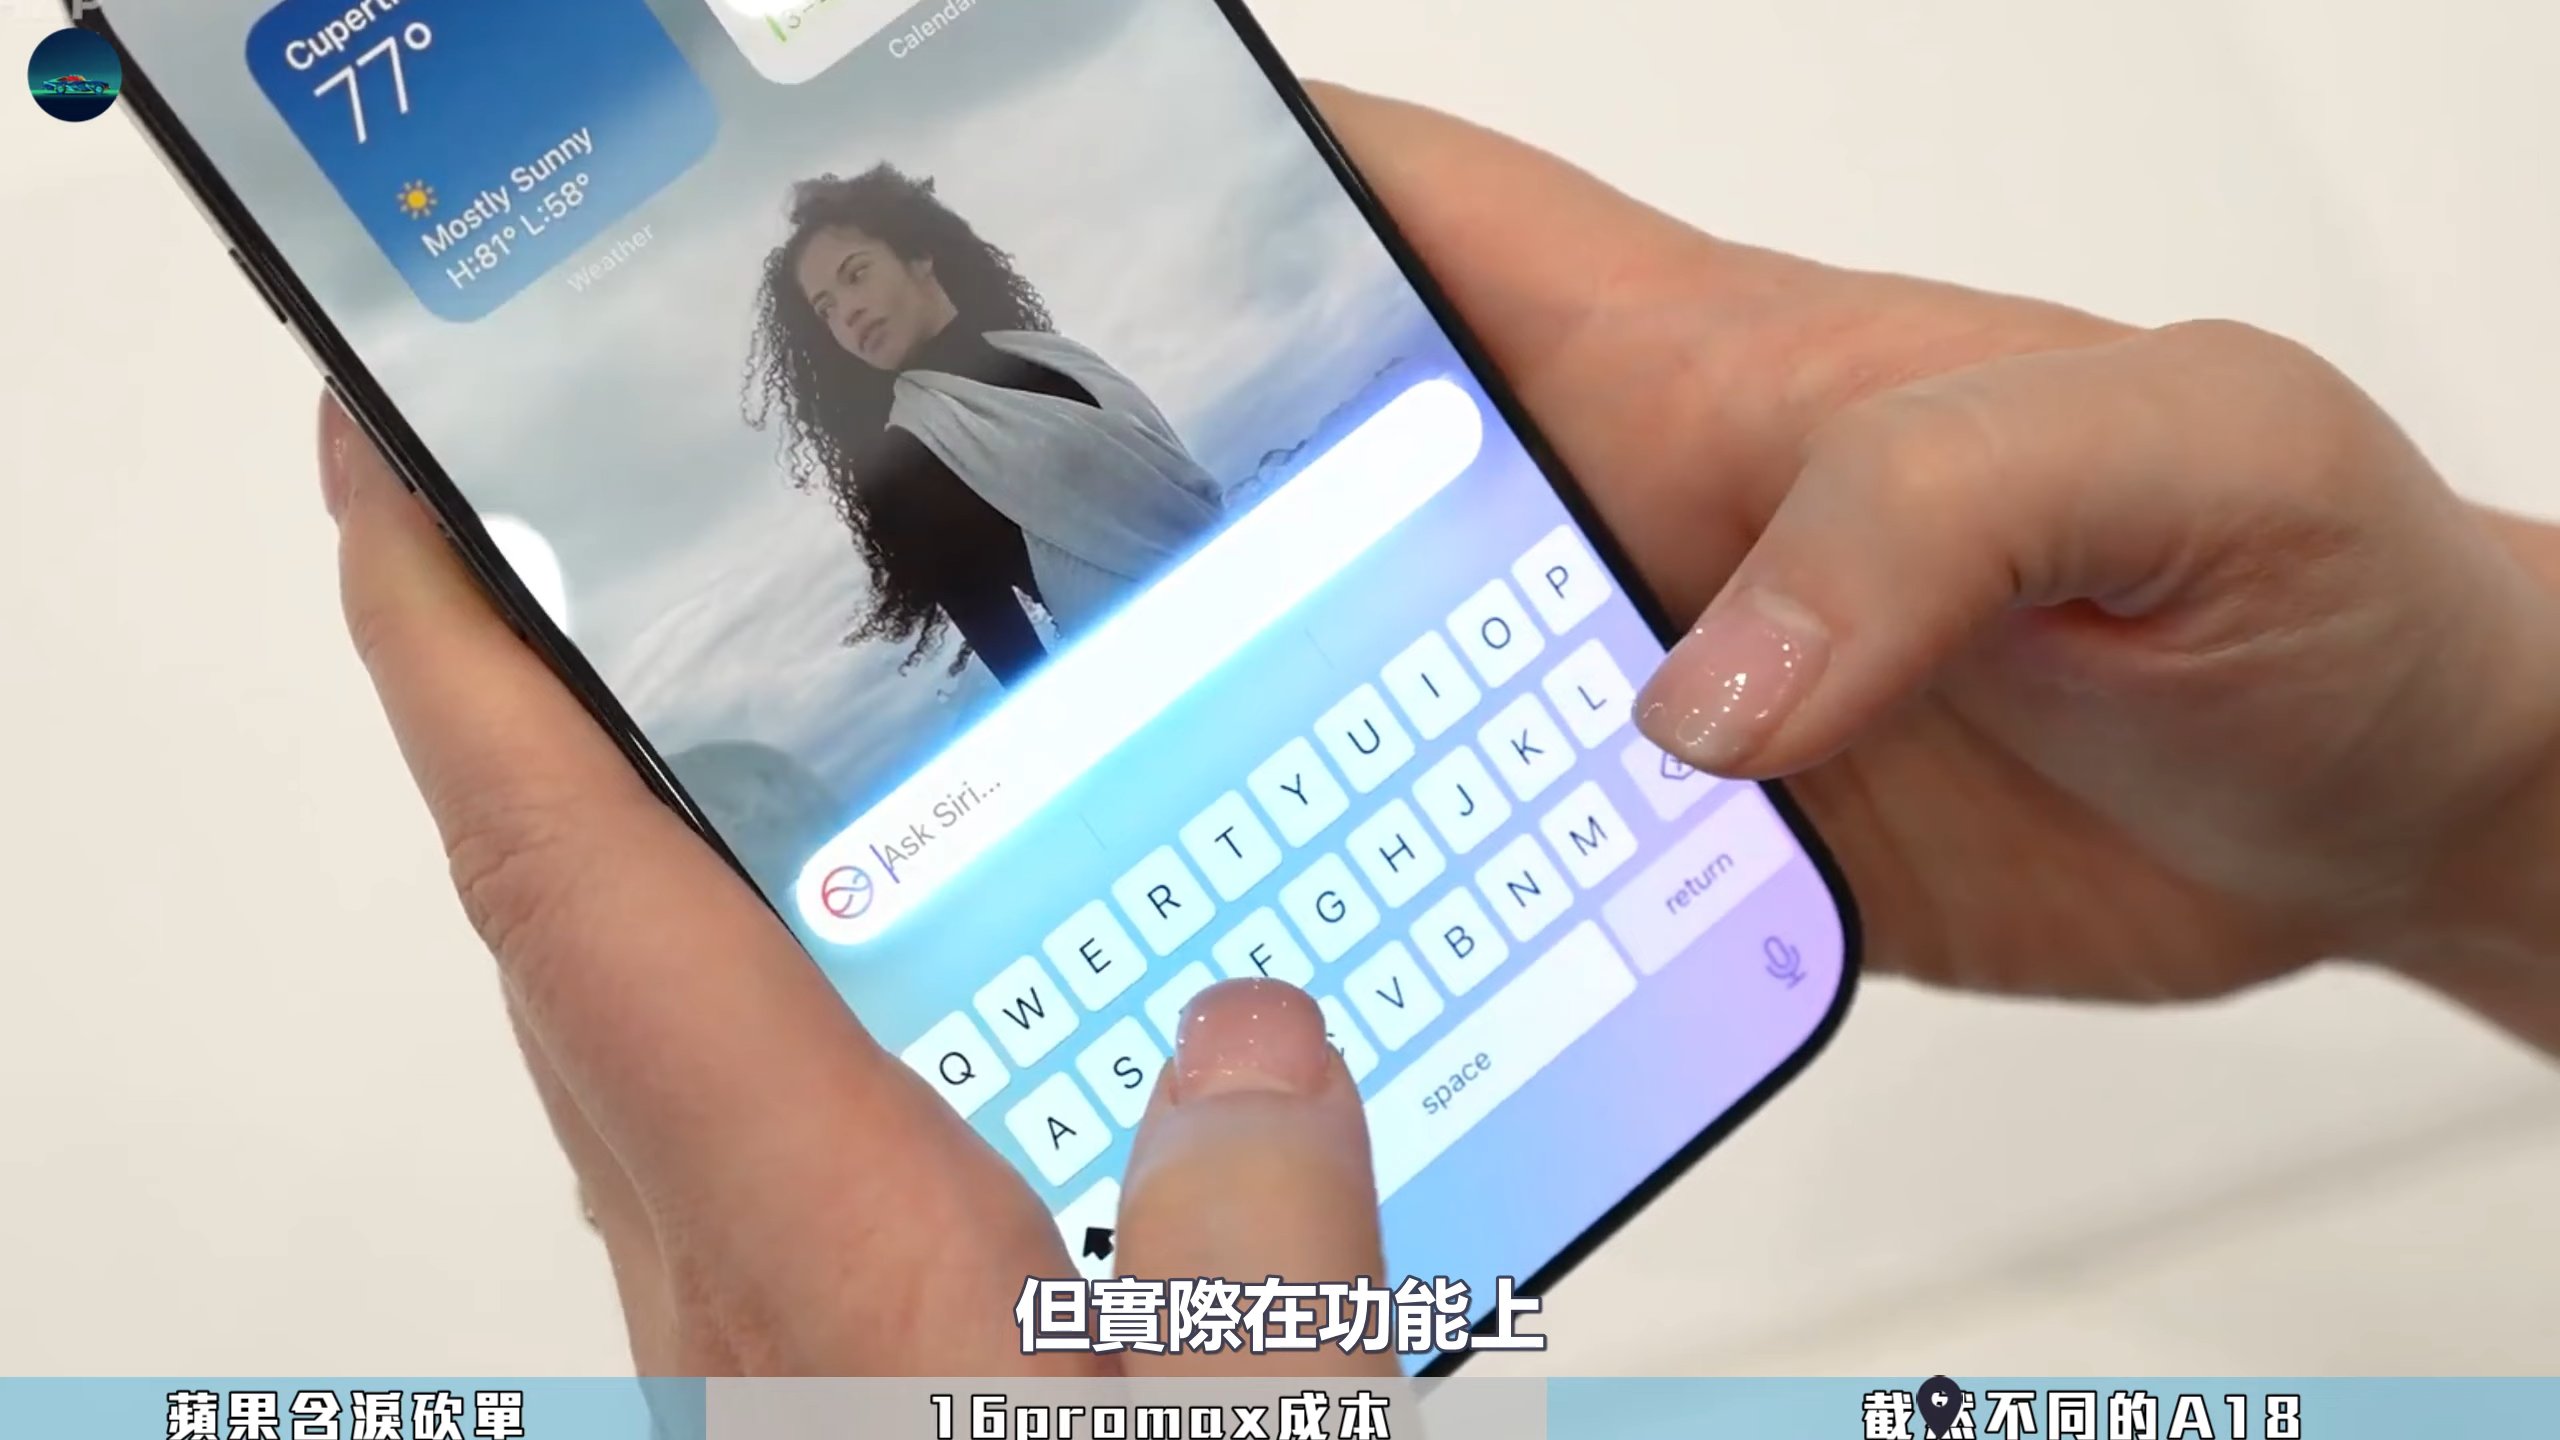 77°
Mostly Sunny
H:81° L:58°
Weather
Ask Siri...
Q W E R T Y U I O P
A S F G H J K L
V B N M
space
return
但實際在功能上
蘋果含淚砍單
16promax成本
截然不同的A18